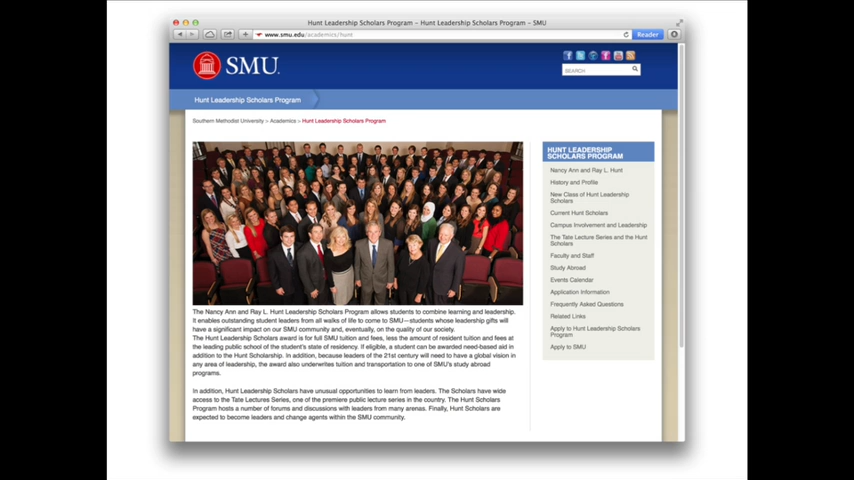 Hunt Leadership Scholars Program – Hunt Leadership Scholars Program – SMU
www.smu.edu/academics/hunt
Reader
SMU
SEARCH
Hunt Leadership Scholars Program
Southern Methodist University > Academics > Hunt Leadership Scholars Program
The Nancy Ann and Ray L. Hunt Leadership Scholars Program allows students to combine learning and leadership.
It enables outstanding student leaders from all walks of life to come to SMU—students whose leadership gifts will
have a significant impact on our SMU community and, eventually, on the quality of our society.
The Hunt Leadership Scholars award is for full SMU tuition and fees, less the amount of resident tuition and fees at
the leading public school of the student's state of residency. If eligible, a student can be awarded need-based aid in
addition to the Hunt Scholarship. In addition, because leaders of the 21st century will need to have a global vision in
any area of leadership, the award also underwrites tuition and transportation to one of SMU's study abroad
programs.
In addition, Hunt Leadership Scholars have unusual opportunities to learn from leaders. The Scholars have wide
access to the Tate Lectures Series, one of the premiere public lecture series in the country. The Hunt Scholars
Program hosts a number of forums and discussions with leaders from many arenas. Finally, Hunt Scholars are
expected to become leaders and change agents within the SMU community.
HUNT LEADERSHIP
SCHOLARS PROGRAM
Nancy Ann and Ray L. Hunt
History and Profile
New Class of Hunt Leadership
Scholars
Current Hunt Scholars
Campus Involvement and Leadership
The Tate Lecture Series and the Hunt
Scholars
Faculty and Staff
Study Abroad
Events Calendar
Application Information
Frequently Asked Questions
Related Links
Apply to Hunt Leadership Scholars
Program
Apply to SMU